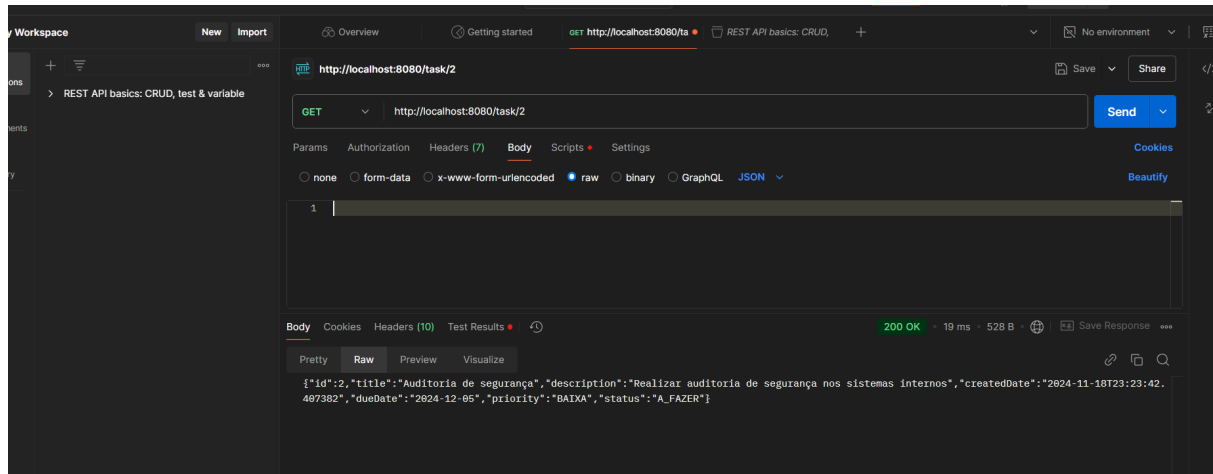 y Workspace New Import Overview Getting started GET http://localhost:8080/ta REST API basics: CRUD, No environment
ons
HTTP http://localhost:8080/task/2 Save Share
REST API basics: CRUD, test & variable
GET http://localhost:8080/task/2 Send
ents
Params Authorization Headers (7) Body Scripts Settings Cookies
ry
none form-data x-www-form-urlencoded raw binary GraphQL JSON Beautify
1
Body Cookies Headers (10) Test Results 200 OK 19 ms 528 B Save Response
Pretty Raw Preview Visualize
{"id":2,"title":"Auditoria de segurança","description":"Realizar auditoria de segurança nos sistemas internos","createdDate":"2024-11-18T23:23:42.
407382","dueDate":"2024-12-05","priority":"BAIXA","status":"A_FAZER"}